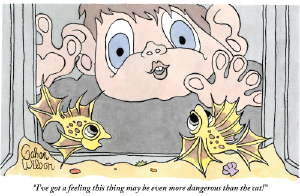 Gahan
Wilson
"I've got a feeling this thing may be even more dangerous than the cat!"